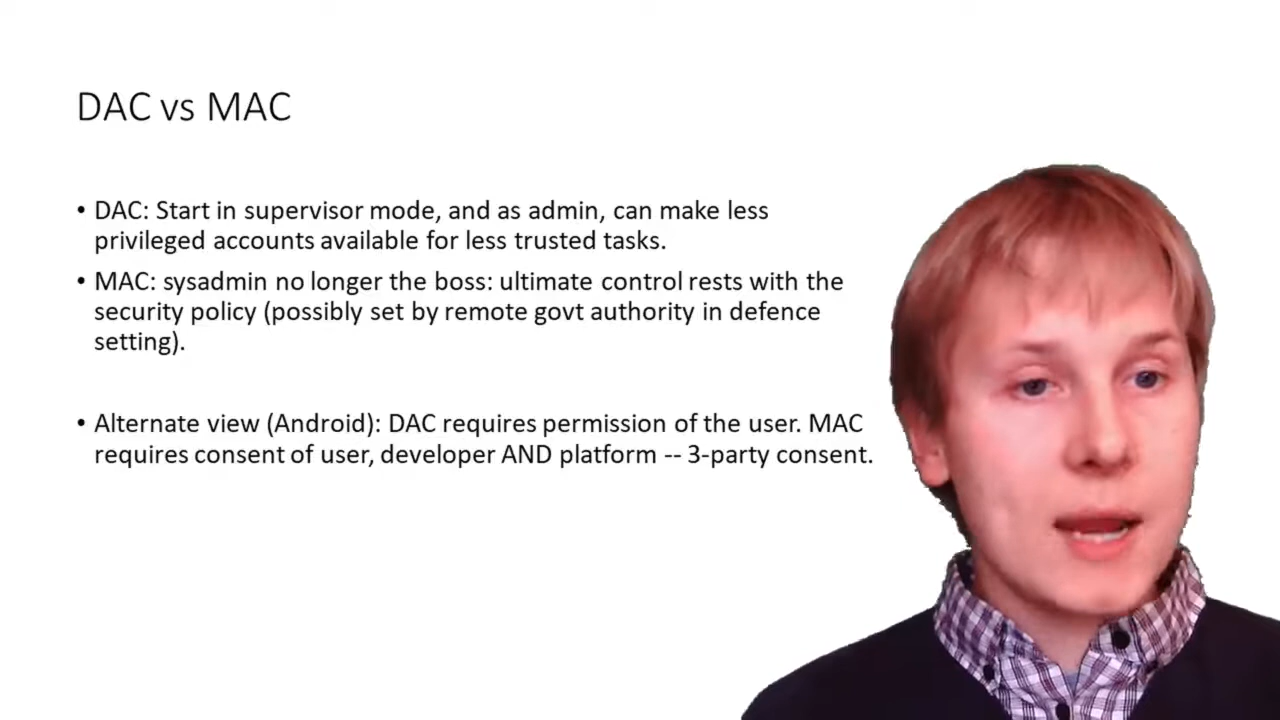 DAC vs MAC
• DAC: Start in supervisor mode, and as admin, can make less
privileged accounts available for less trusted tasks.
• MAC: sysadmin no longer the boss: ultimate control rests with the
security policy (possibly set by remote govt authority in defence
setting).
• Alternate view (Android): DAC requires permission of the user. MAC
requires consent of user, developer AND platform -- 3-party consent.